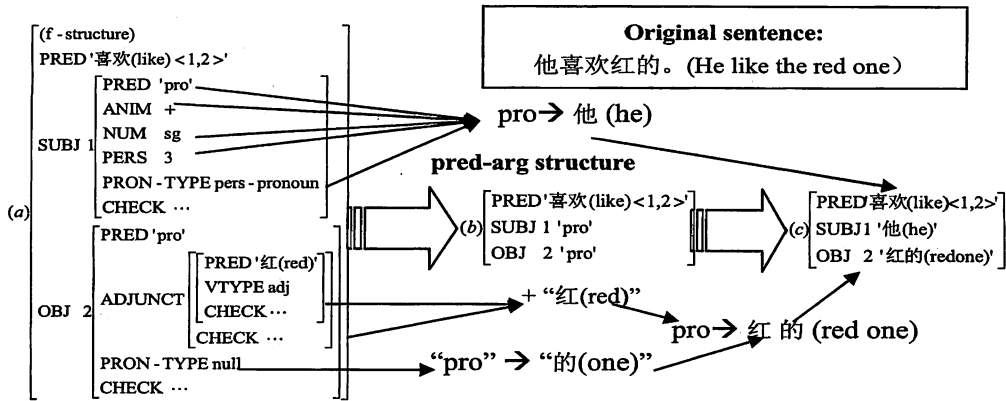 Original sentence:
他喜欢红的。(He like the red one)
(a)
(f - structure)
PRED '喜欢(like) <1,2>'
SUBJ 1
PRED 'pro'
ANIM +
NUM sg
PERS 3
PRON - TYPE pers - pronoun
CHECK ⋯
OBJ 2
PRED 'pro'
ADJUNCT
PRED '红(red)'
VTYPE adj
CHECK ⋯
CHECK ⋯
PRON - TYPE null
CHECK ⋯
pro→ 他 (he)
pred-arg structure
(b)
PRED '喜欢(like) <1,2>'
SUBJ 1 'pro'
OBJ 2 'pro'
(c)
PRED'喜欢(like)<1,2>'
SUBJ1 '他(he)'
OBJ 2 '红的(redone)'
+ “红(red)”
pro→ 红 的 (red one)
“pro” → “的(one)”